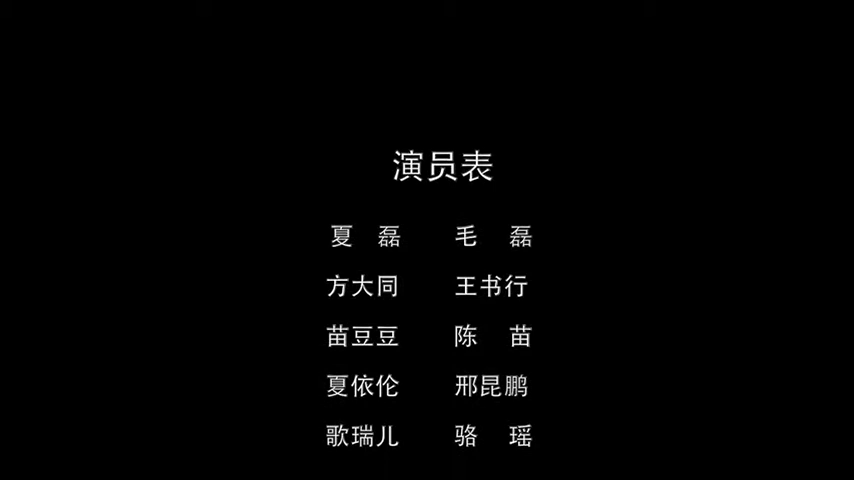 演员表
夏 磊 毛 磊
方大同 王书行
苗豆豆 陈 苗
夏依伦 邢昆鹏
歌瑞儿 骆 瑶